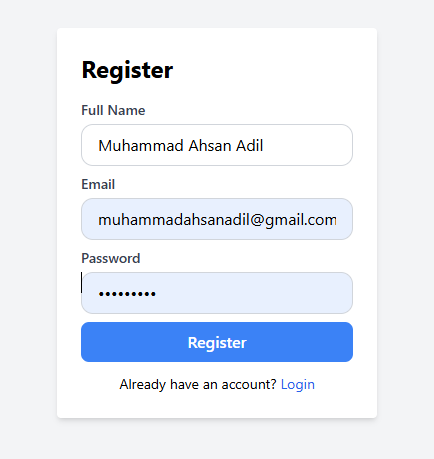 Register
Full Name
Muhammad Ahsan Adil
Email
muhammadahsanadil@gmail.com
Password
•••••••••
Register
Already have an account? Login